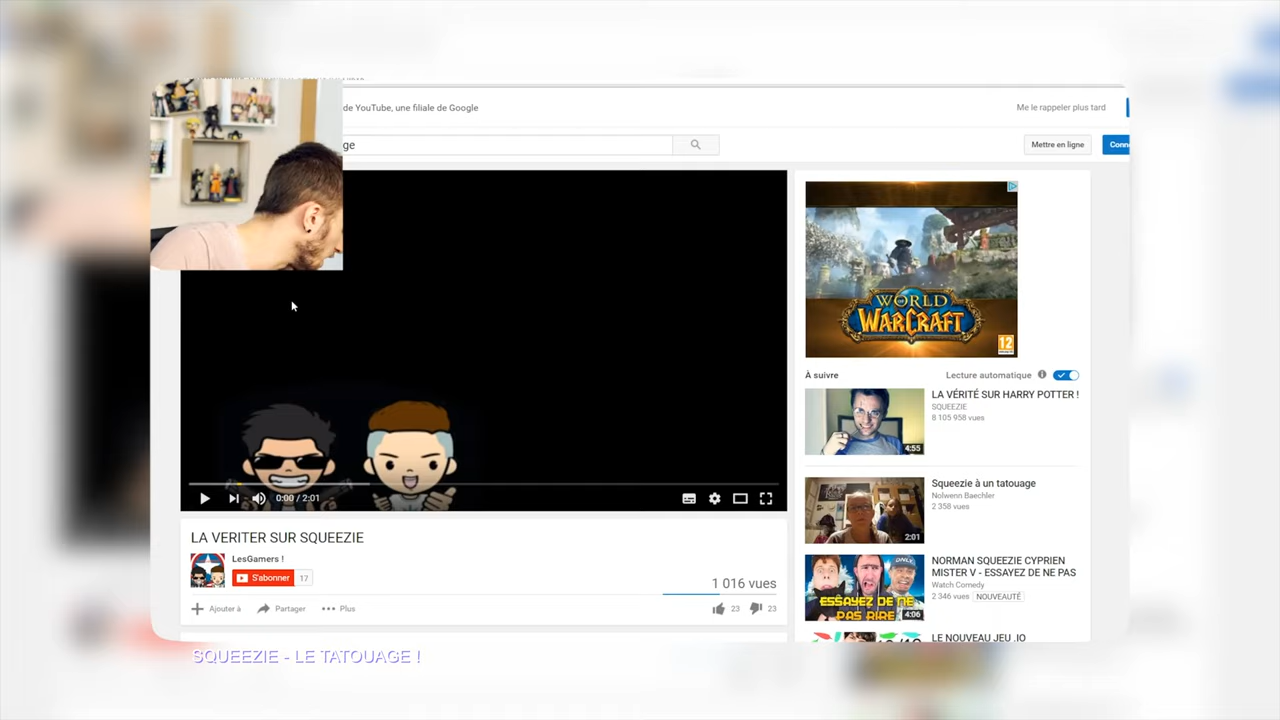 de YouTube, une filiale de Google
Me le rappeler plus tard
ge
Mettre en ligne
Conn
WORLD
OF
WARCRAFT
12
À suivre
Lecture automatique
LA VÉRITÉ SUR HARRY POTTER !
SQUEEZIE
8 105 958 vues
4:55
Squeezie à un tatouage
Nolwenn Baechler
2 358 vues
2:01
NORMAN SQUEEZIE CYPRIEN
MISTER V - ESSAYEZ DE NE PAS
Watch Comedy
2 346 vues NOUVEAUTÉ
ONLY
ESSAYEZ DE NE
PAS RIRE
4:06
LE NOUVEAU JEU .IO
0:00 / 2:01
LA VERITER SUR SQUEEZIE
LesGamers !
S'abonner 17
1 016 vues
Ajouter à
Partager
Plus
23
23
SQUEEZIE - LE TATOUAGE !